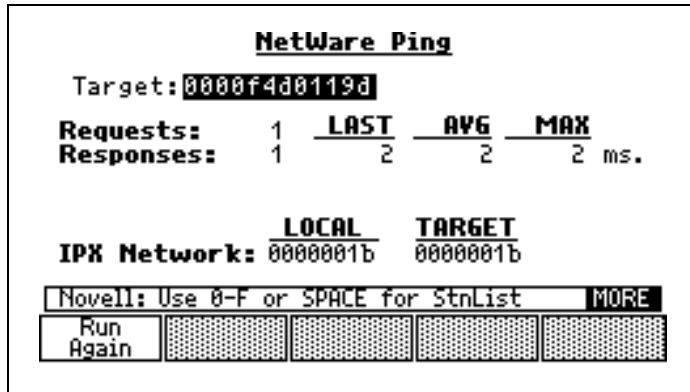 NetWare Ping
Target:0000f4d0119d
Requests: 1 LAST AVG MAX
Responses: 1 2 2 2 ms.
LOCAL TARGET
IPX Network: 0000001b 0000001b
Novell: Use 0-F or SPACE for StnList MORE
Run
Again